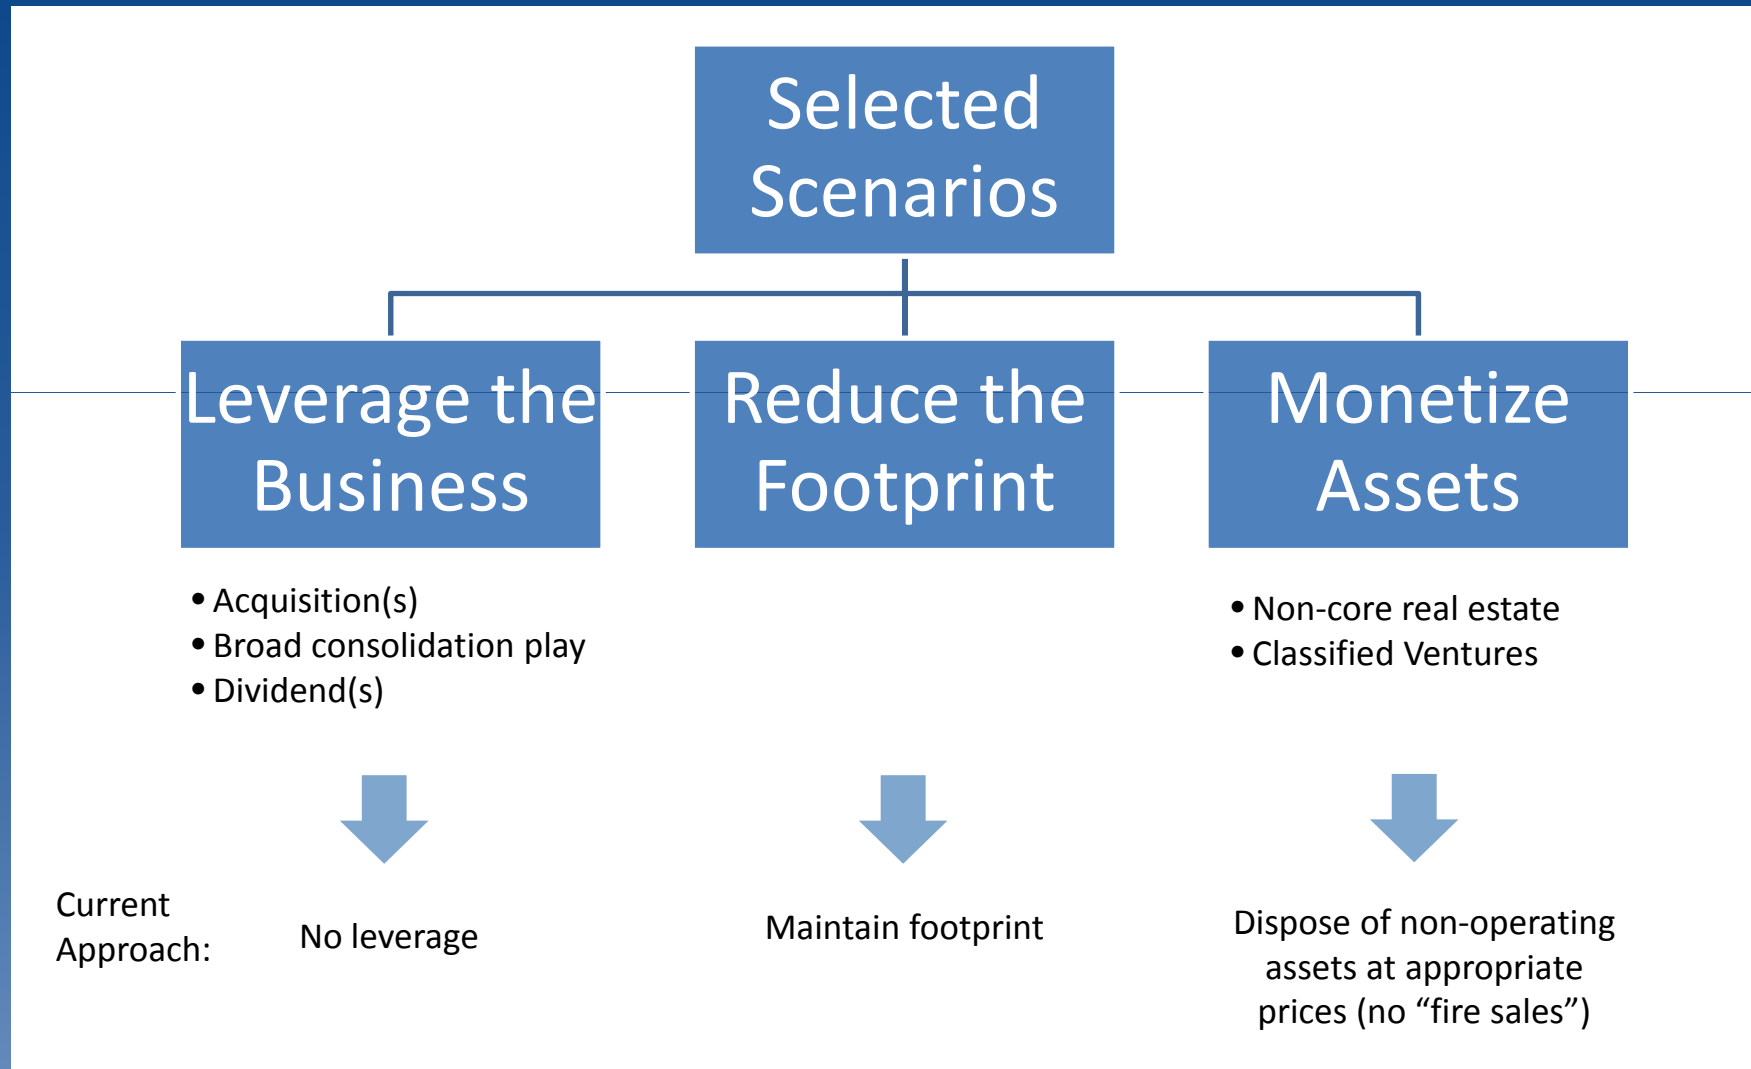 Selected
Scenarios
Leverage the
Business
Reduce the
Footprint
Monetize
Assets
• Acquisition(s)
• Broad consolidation play
• Dividend(s)
• Non-core real estate
• Classified Ventures
Current
Approach:
No leverage
Maintain footprint
Dispose of non-operating
assets at appropriate
prices (no “fire sales”)